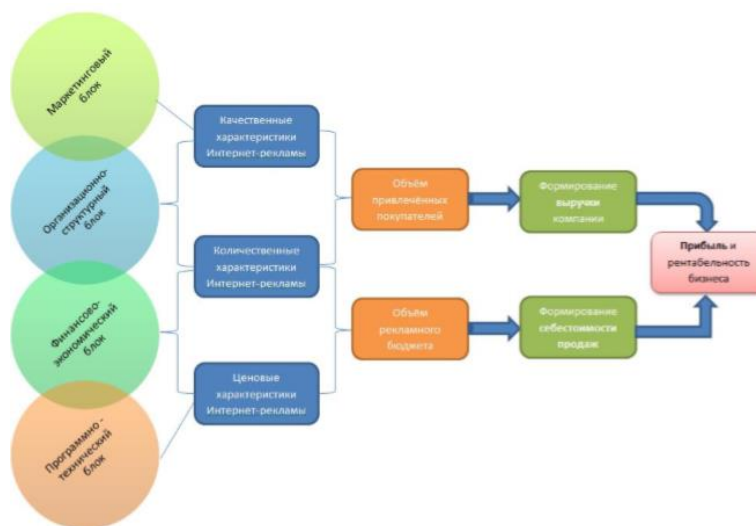 Маркетинговый
блок
Организационно-
структурный
блок
Финансово-
экономический
блок
Программно -
технический
блок
Качественные
характеристики
Интернет-рекламы
Количественные
характеристики
Интернет-рекламы
Ценовые
характеристики
Интернет-рекламы
Объём
привлечённых
покупателей
Объём
рекламного
бюджета
Формирование
выручки
компании
Формирование
себестоимости
продаж
Прибыль и
рентабельность
бизнеса